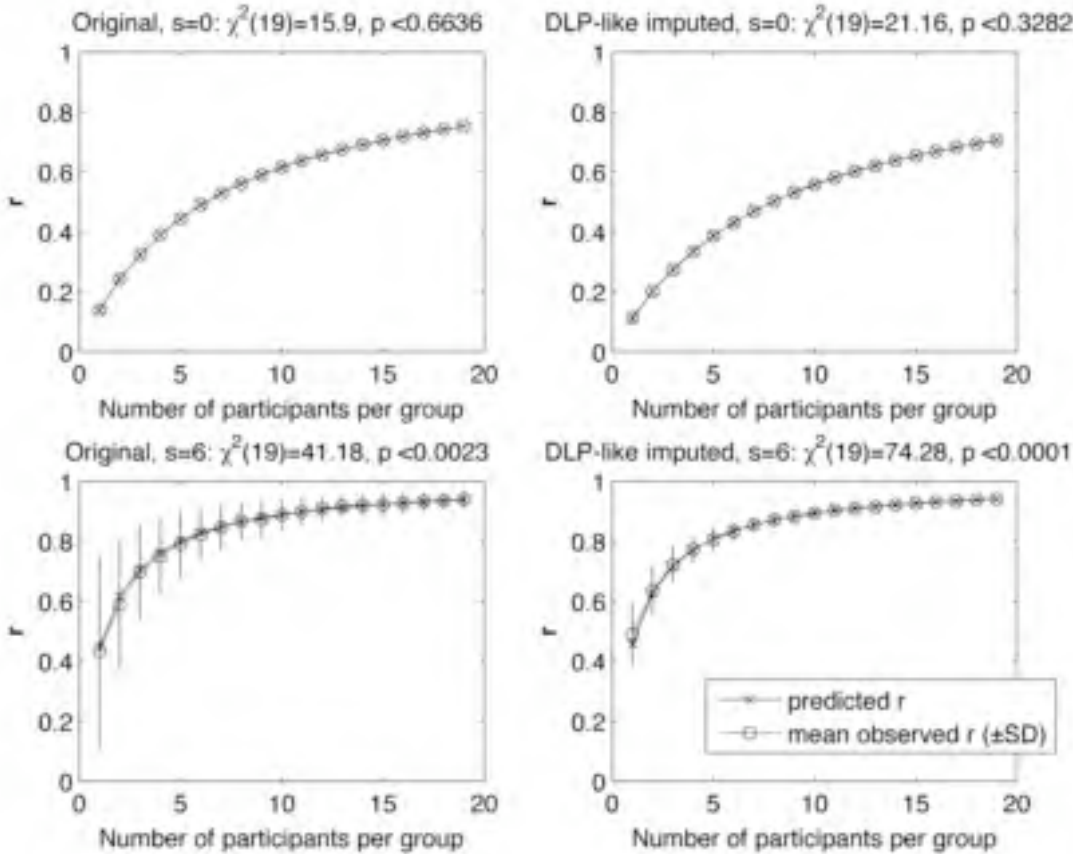 Original, s=0: χ²(19)=15.9, p <0.6636
1
0.8
0.6
0.4
0.2
0
r
0 5 10 15 20
Number of participants per group
DLP-like imputed, s=0: χ²(19)=21.16, p <0.3282
1
0.8
0.6
0.4
0.2
0
r
0 5 10 15 20
Number of participants per group
Original, s=6: χ²(19)=41.18, p <0.0023
1
0.8
0.6
0.4
0.2
0
r
0 5 10 15 20
Number of participants per group
DLP-like imputed, s=6: χ²(19)=74.28, p <0.0001
1
0.8
0.6
0.4
0.2
0
r
predicted r
mean observed r (±SD)
0 5 10 15 20
Number of participants per group